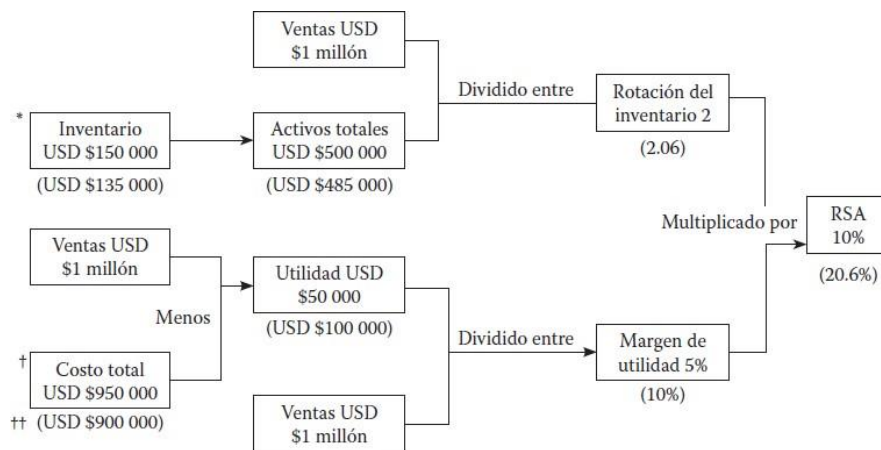 Ventas USD
$1 millón
Dividido entre
Rotación del
inventario 2
(2.06)
*
Inventario
USD $150 000
(USD $135 000)
Activos totales
USD $500 000
(USD $485 000)
Multiplicado por
RSA
10%
(20.6%)
Ventas USD
$1 millón
Menos
Utilidad USD
$50 000
(USD $100 000)
Dividido entre
Margen de
utilidad 5%
(10%)
†
Costo total
USD $950 000
†† (USD $900 000)
Ventas USD
$1 millón